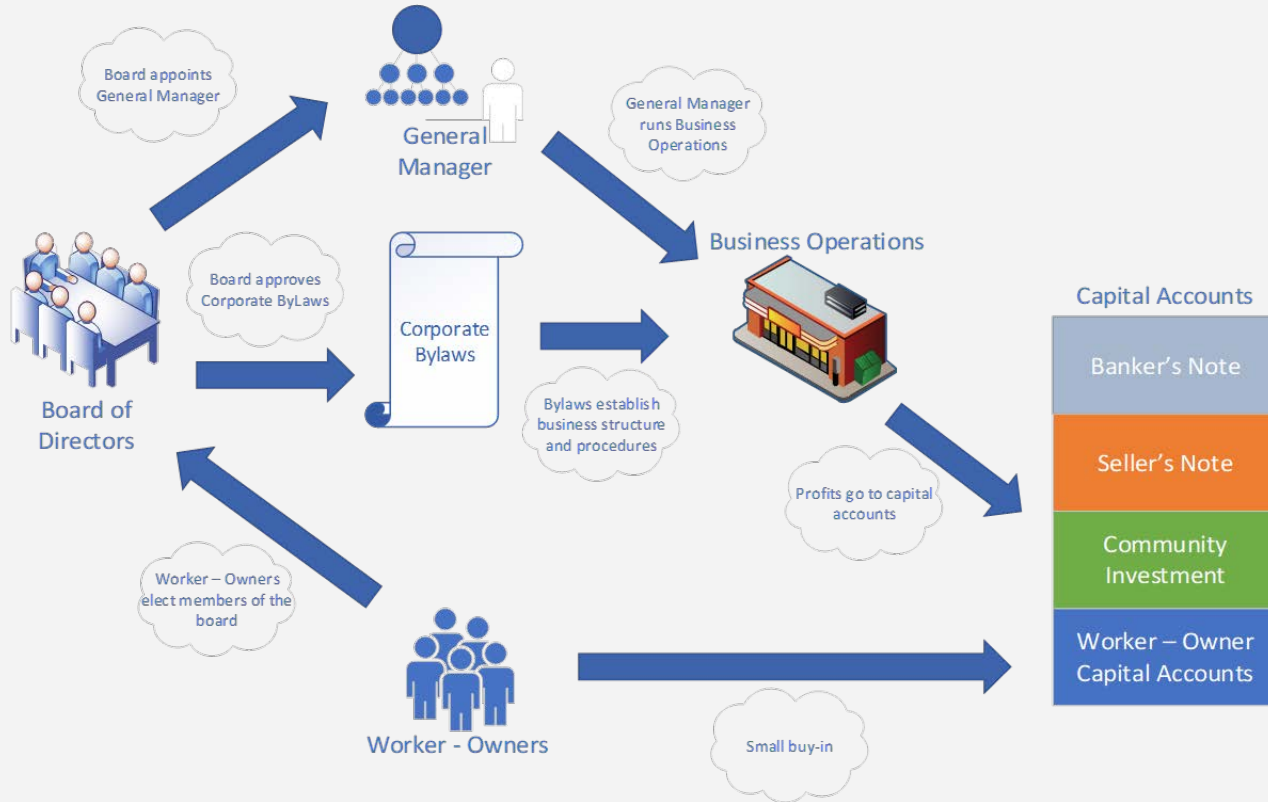 Board appoints
General Manager
General
Manager
General Manager
runs Business
Operations
Board approves
Corporate ByLaws
Corporate
Bylaws
Business Operations
Board of
Directors
Bylaws establish
business structure
and procedures
Profits go to capital
accounts
Capital Accounts
Banker's Note
Seller's Note
Community
Investment
Worker – Owner
Capital Accounts
Worker – Owners
elect members of the
board
Worker - Owners
Small buy-in